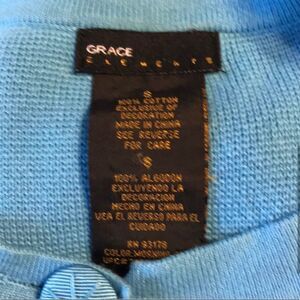 GRACE
ELEMENTS
S
100% COTTON
EXCLUSIVE OF
DECORATION
MADE IN CHINA
SEE REVERSE
FOR CARE
S
100% ALGODON
EXCLUYENDO LA
DECORACION
HECHO EN CHINA
VEA EL REVERSO PARA EL
CUIDADO
RN 93178